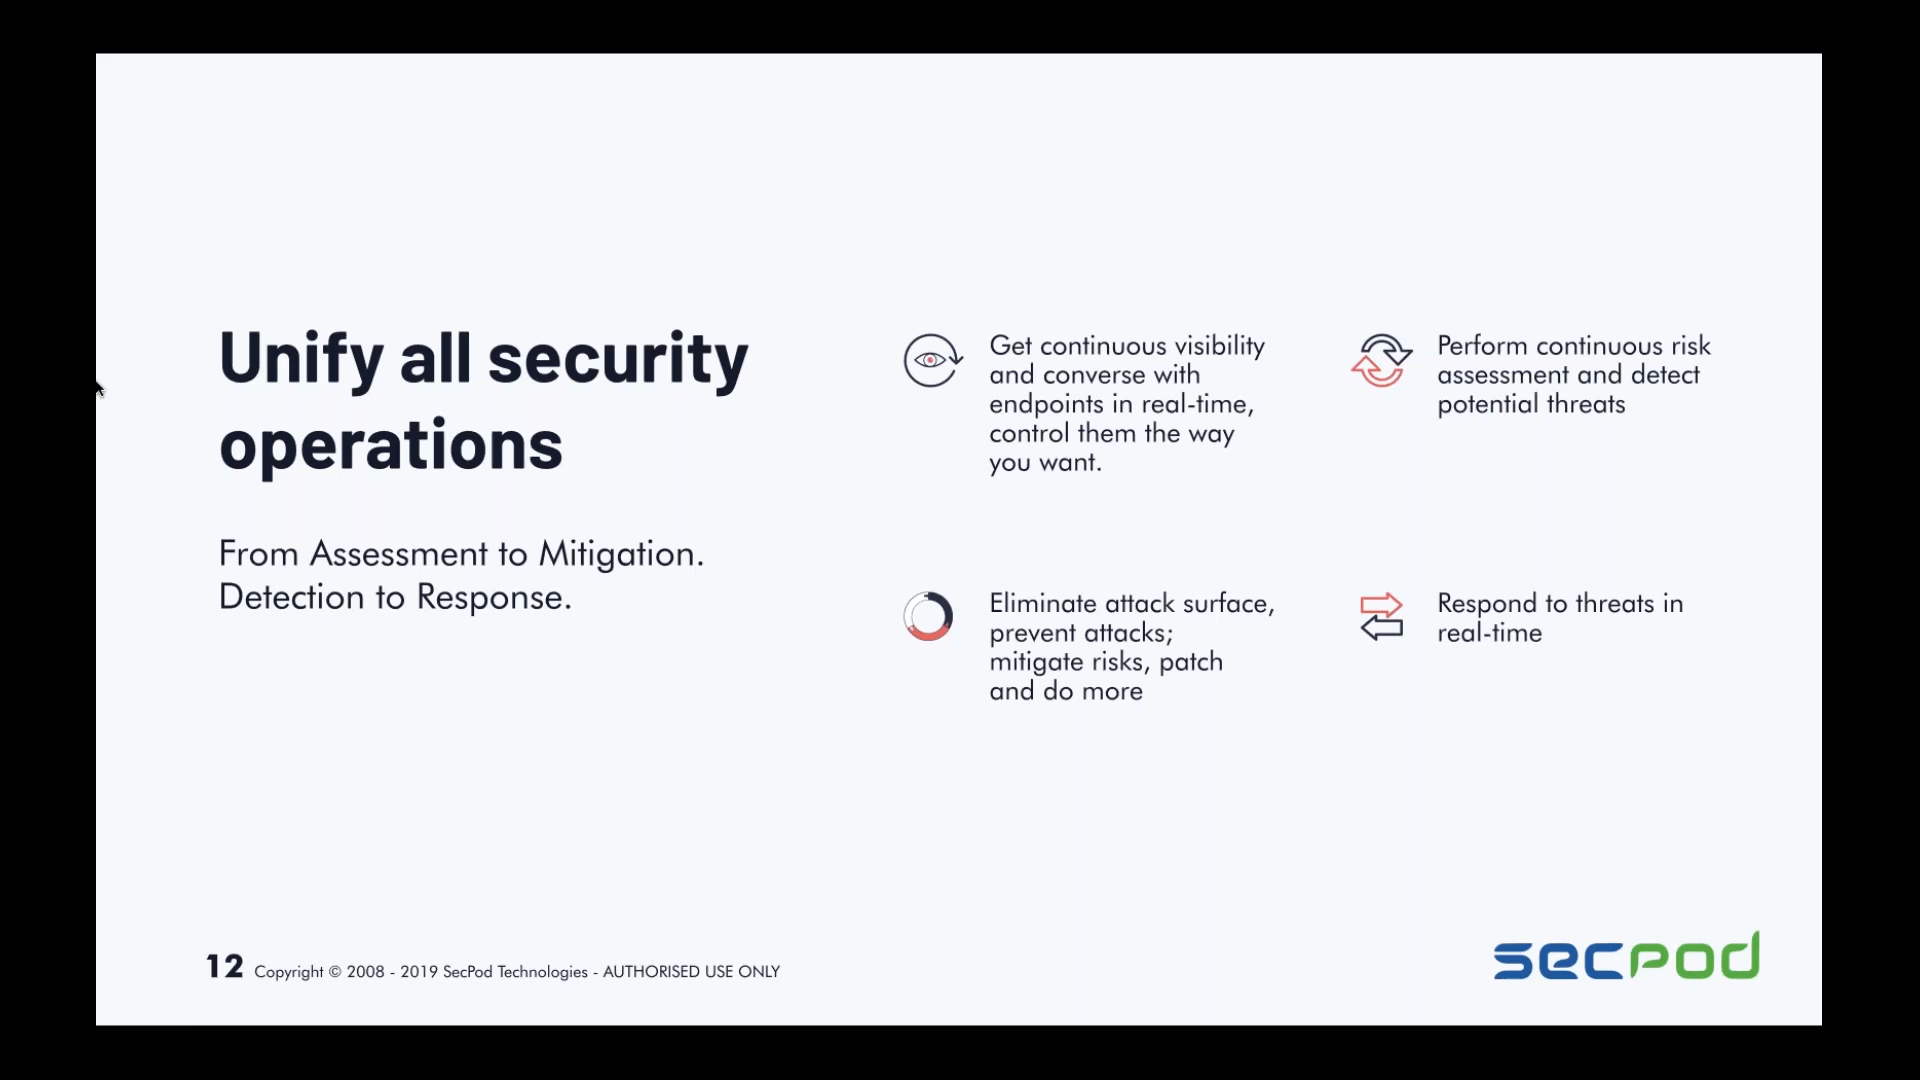 Unify all security
operations
From Assessment to Mitigation.
Detection to Response.
Get continuous visibility
and converse with
endpoints in real-time,
control them the way
you want.
Perform continuous risk
assessment and detect
potential threats
Eliminate attack surface,
prevent attacks;
mitigate risks, patch
and do more
Respond to threats in
real-time
12 Copyright © 2008 - 2019 SecPod Technologies - AUTHORISED USE ONLY
secpod